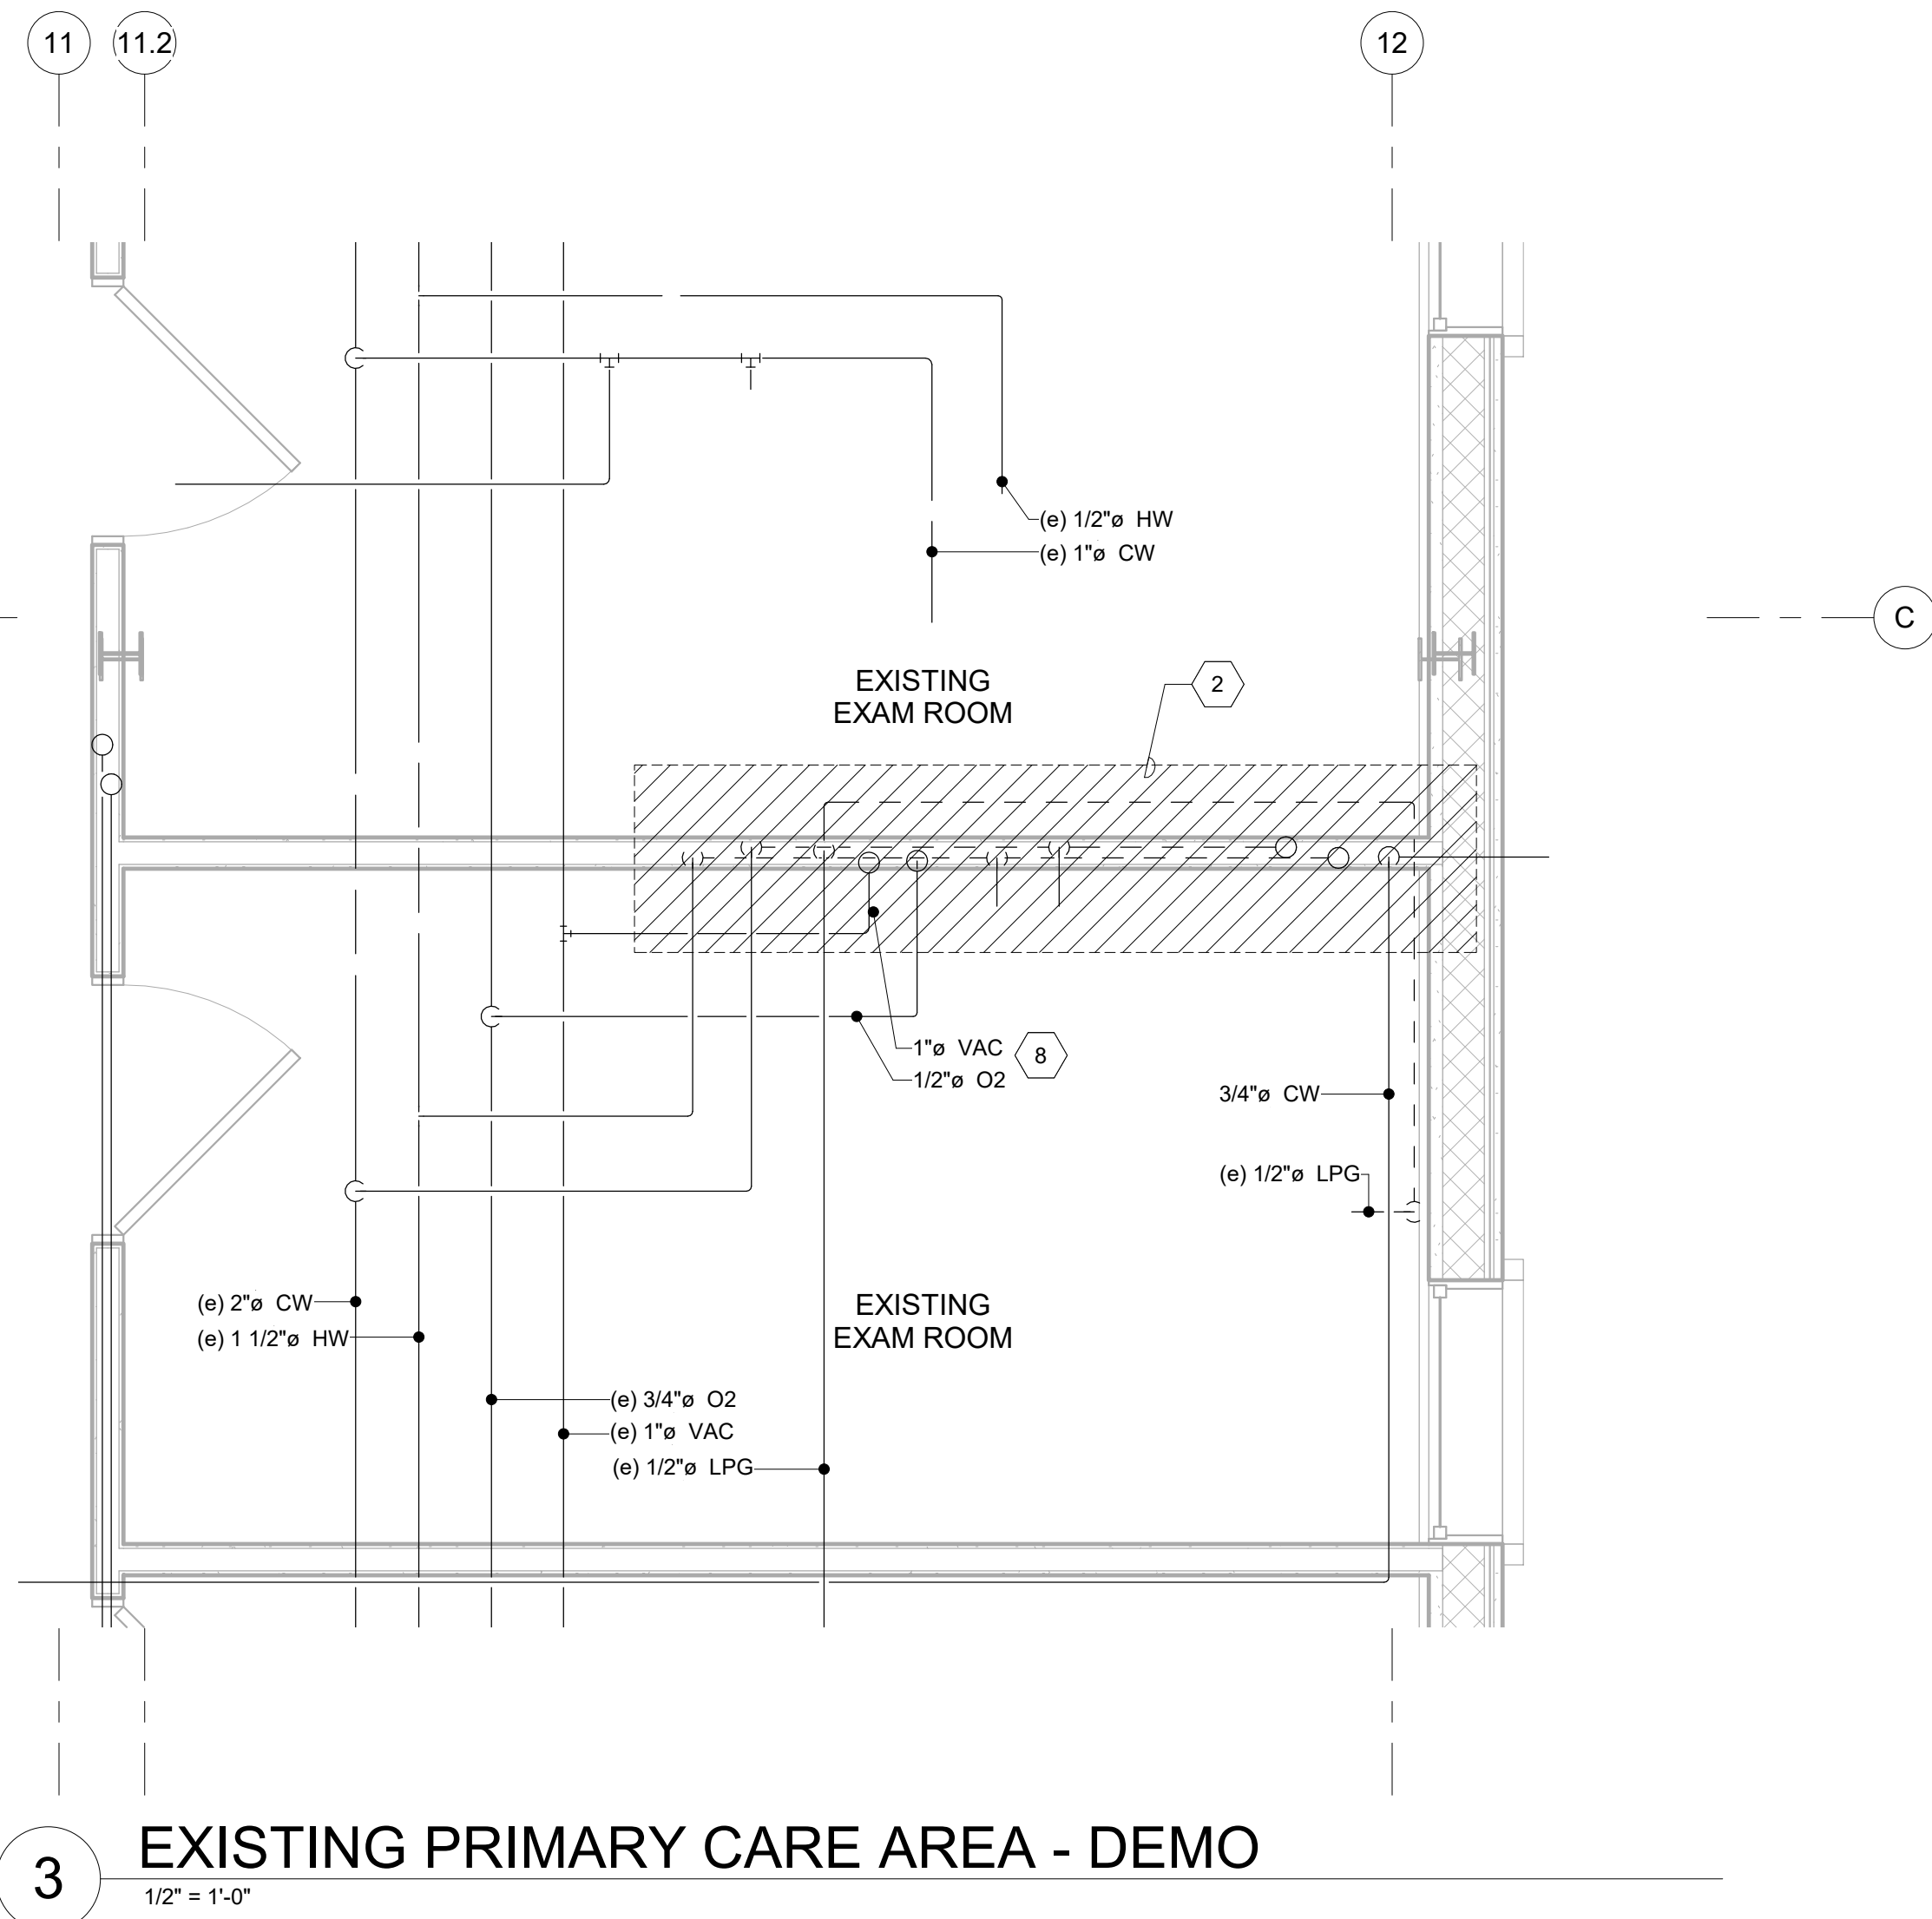 11
11.2
12
(e) 1/2"ø HW
(e) 1"ø CW
C
EXISTING
EXAM ROOM
2
1"ø VAC
8
1/2"ø O2
3/4"ø CW
(e) 1/2"ø LPG
(e) 2"ø CW
(e) 1 1/2"ø HW
EXISTING
EXAM ROOM
(e) 3/4"ø O2
(e) 1"ø VAC
(e) 1/2"ø LPG
3
EXISTING PRIMARY CARE AREA - DEMO
1/2" = 1'-0"